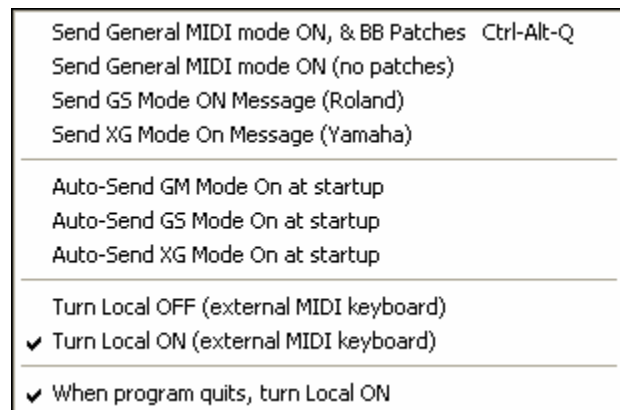 Send General MIDI mode ON, & BB Patches Ctrl-Alt-Q
Send General MIDI mode ON (no patches)
Send GS Mode ON Message (Roland)
Send XG Mode On Message (Yamaha)
Auto-Send GM Mode On at startup
Auto-Send GS Mode On at startup
Auto-Send XG Mode On at startup
Turn Local OFF (external MIDI keyboard)
Turn Local ON (external MIDI keyboard)
When program quits, turn Local ON